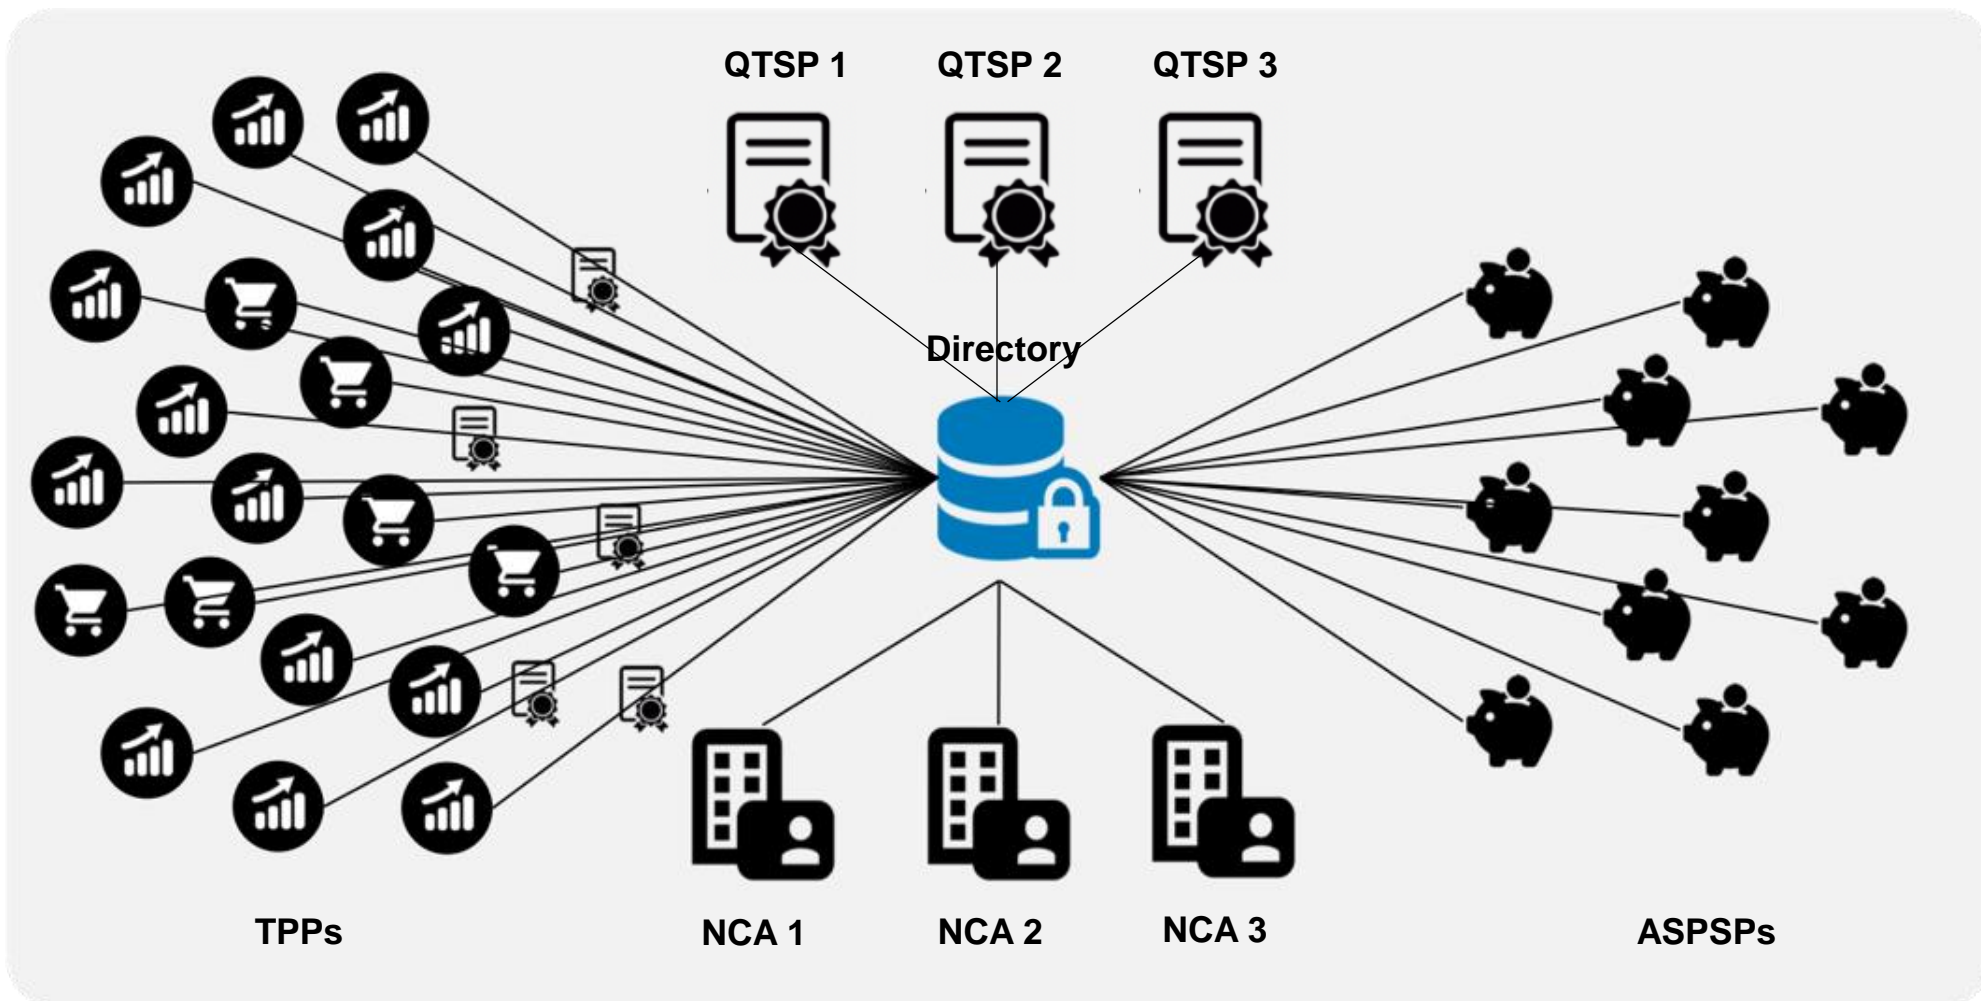 QTSP 1
QTSP 2
QTSP 3
Directory
TPPs
NCA 1
NCA 2
NCA 3
ASPSPs